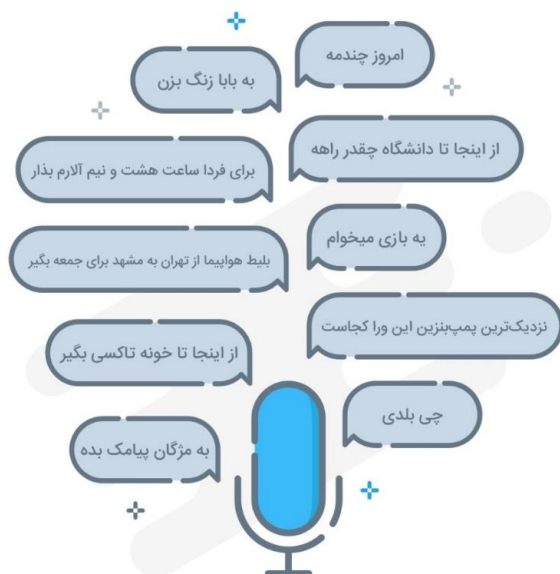 امروز چندمه
به بابا زنگ بزن
از اینجا تا دانشگاه چقدر راهه
برای فردا ساعت هشت و نیم آلارم بذار
یه بازی میخوام
بلیط هواپیما از تهران به مشهد برای جمعه بگیر
نزدیک‌ترین پمپ‌بنزین این ورا کجاست
از اینجا تا خونه تاکسی بگیر
چی بلدی
به مژگان پیامک بده